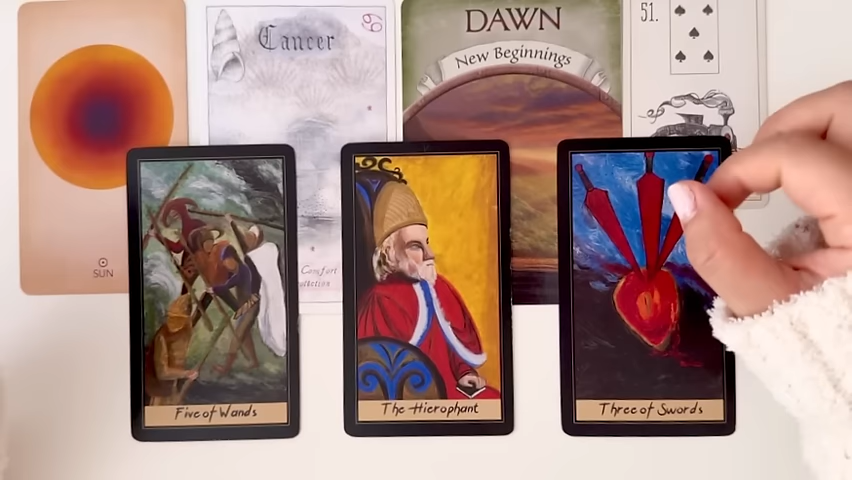 SUN
Cancer
Comfort
DAWN
New Beginnings
51.
Five of Wands
The Hierophant
Three of Swords